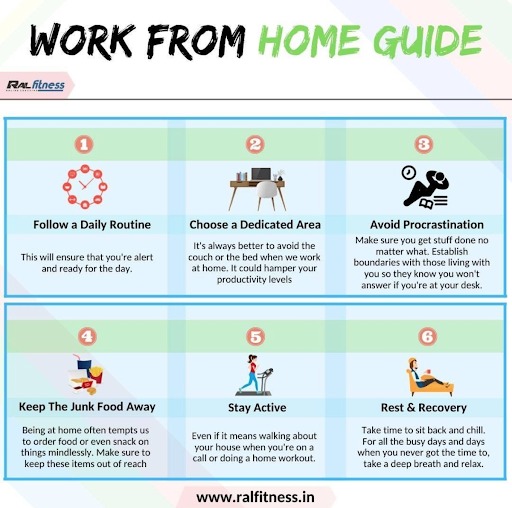 WORK FROM HOME GUIDE
RAL fitness
1
2
3
Follow a Daily Routine
Choose a Dedicated Area
Avoid Procrastination
This will ensure that you're alert
and ready for the day.
It's always better to avoid the
couch or the bed when we work
at home. It could hamper your
productivity levels
Make sure you get stuff done no
matter what. Establish
boundaries with those living with
you so they know you won't
answer if you're at your desk.
4
5
6
Keep The Junk Food Away
Stay Active
Rest & Recovery
Being at home often tempts us
to order food or even snack on
things mindlessly. Make sure to
keep these items out of reach
Even if it means walking about
your house when you're on a
call or doing a home workout.
Take time to sit back and chill.
For all the busy days and days
when you never got the time to,
take a deep breath and relax.
www.ralfitness.in